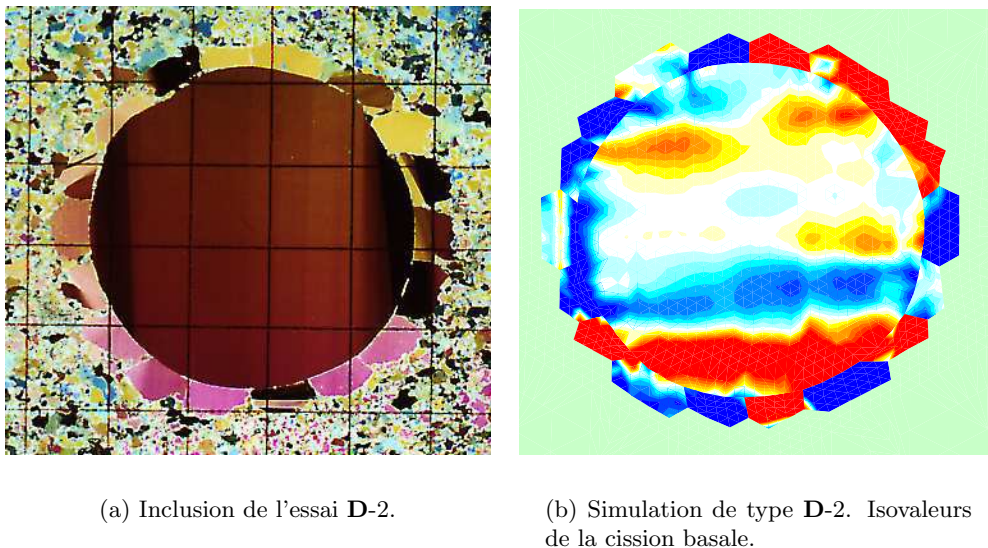 (a) Inclusion de l'essai D-2.
(b) Simulation de type D-2. Isovaleurs
de la cission basale.